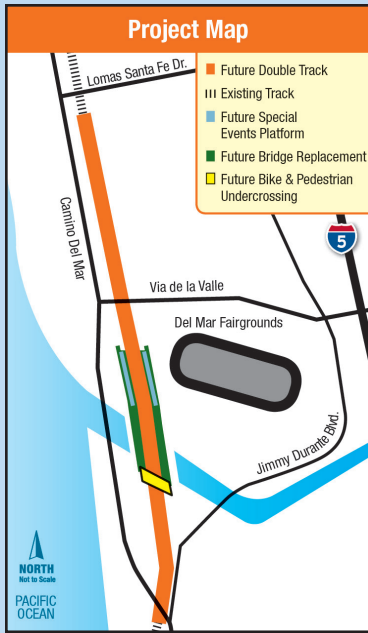 Project Map
Future Double Track
Existing Track
Future Special
Events Platform
Future Bridge Replacement
Future Bike & Pedestrian
Undercrossing
Lomas Santa Fe Dr.
5
Camino Del Mar
Via de la Valle
Del Mar Fairgrounds
Jimmy Durante Blvd.
NORTH
Not to Scale
PACIFIC
OCEAN